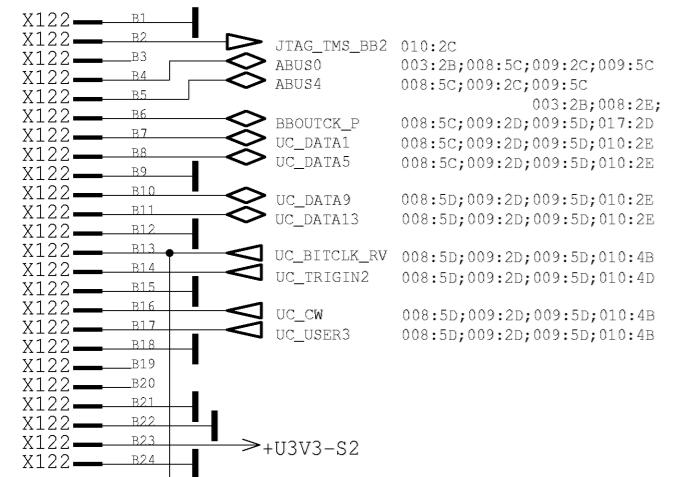 X122 B1
X122 B2 JTAG_TMS_BB2 010:2C
X122 B3
X122 B4 ABUS0 003:2B;008:5C;009:2C;009:5C
X122 B5 ABUS4 008:5C;009:2C;009:5C
003:2B;008:2E;
X122 B6 BBOUTCK_P 008:5C;009:2D;009:5D;017:2D
X122 B7 UC_DATA1 008:5C;009:2D;009:5D;010:2E
X122 B8 UC_DATA5 008:5C;009:2D;009:5D;010:2E
X122 B9
X122 B10 UC_DATA9 008:5D;009:2D;009:5D;010:2E
X122 B11 UC_DATA13 008:5D;009:2D;009:5D;010:2E
X122 B12
X122 B13 UC_BITCLK_RV 008:5D;009:2D;009:5D;010:4B
X122 B14 UC_TRIGIN2 008:5D;009:2D;009:5D;010:4D
X122 B15
X122 B16 UC_CW 008:5D;009:2D;009:5D;010:4B
X122 B17 UC_USER3 008:5D;009:2D;009:5D;010:4B
X122 B18
X122 B19
X122 B20
X122 B21
X122 B22
X122 B23 +U3V3-S2
X122 B24